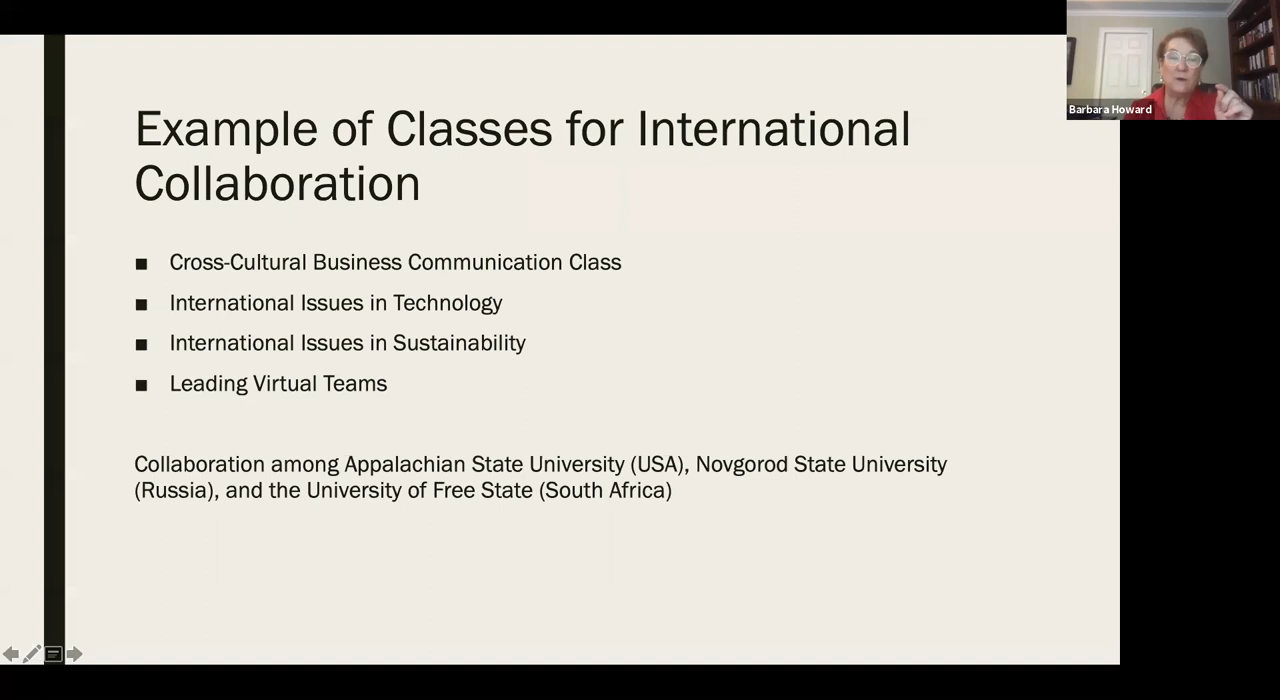 Example of Classes for International
Collaboration
■ Cross-Cultural Business Communication Class
■ International Issues in Technology
■ International Issues in Sustainability
■ Leading Virtual Teams
Collaboration among Appalachian State University (USA), Novgorod State University
(Russia), and the University of Free State (South Africa)
Barbara Howard